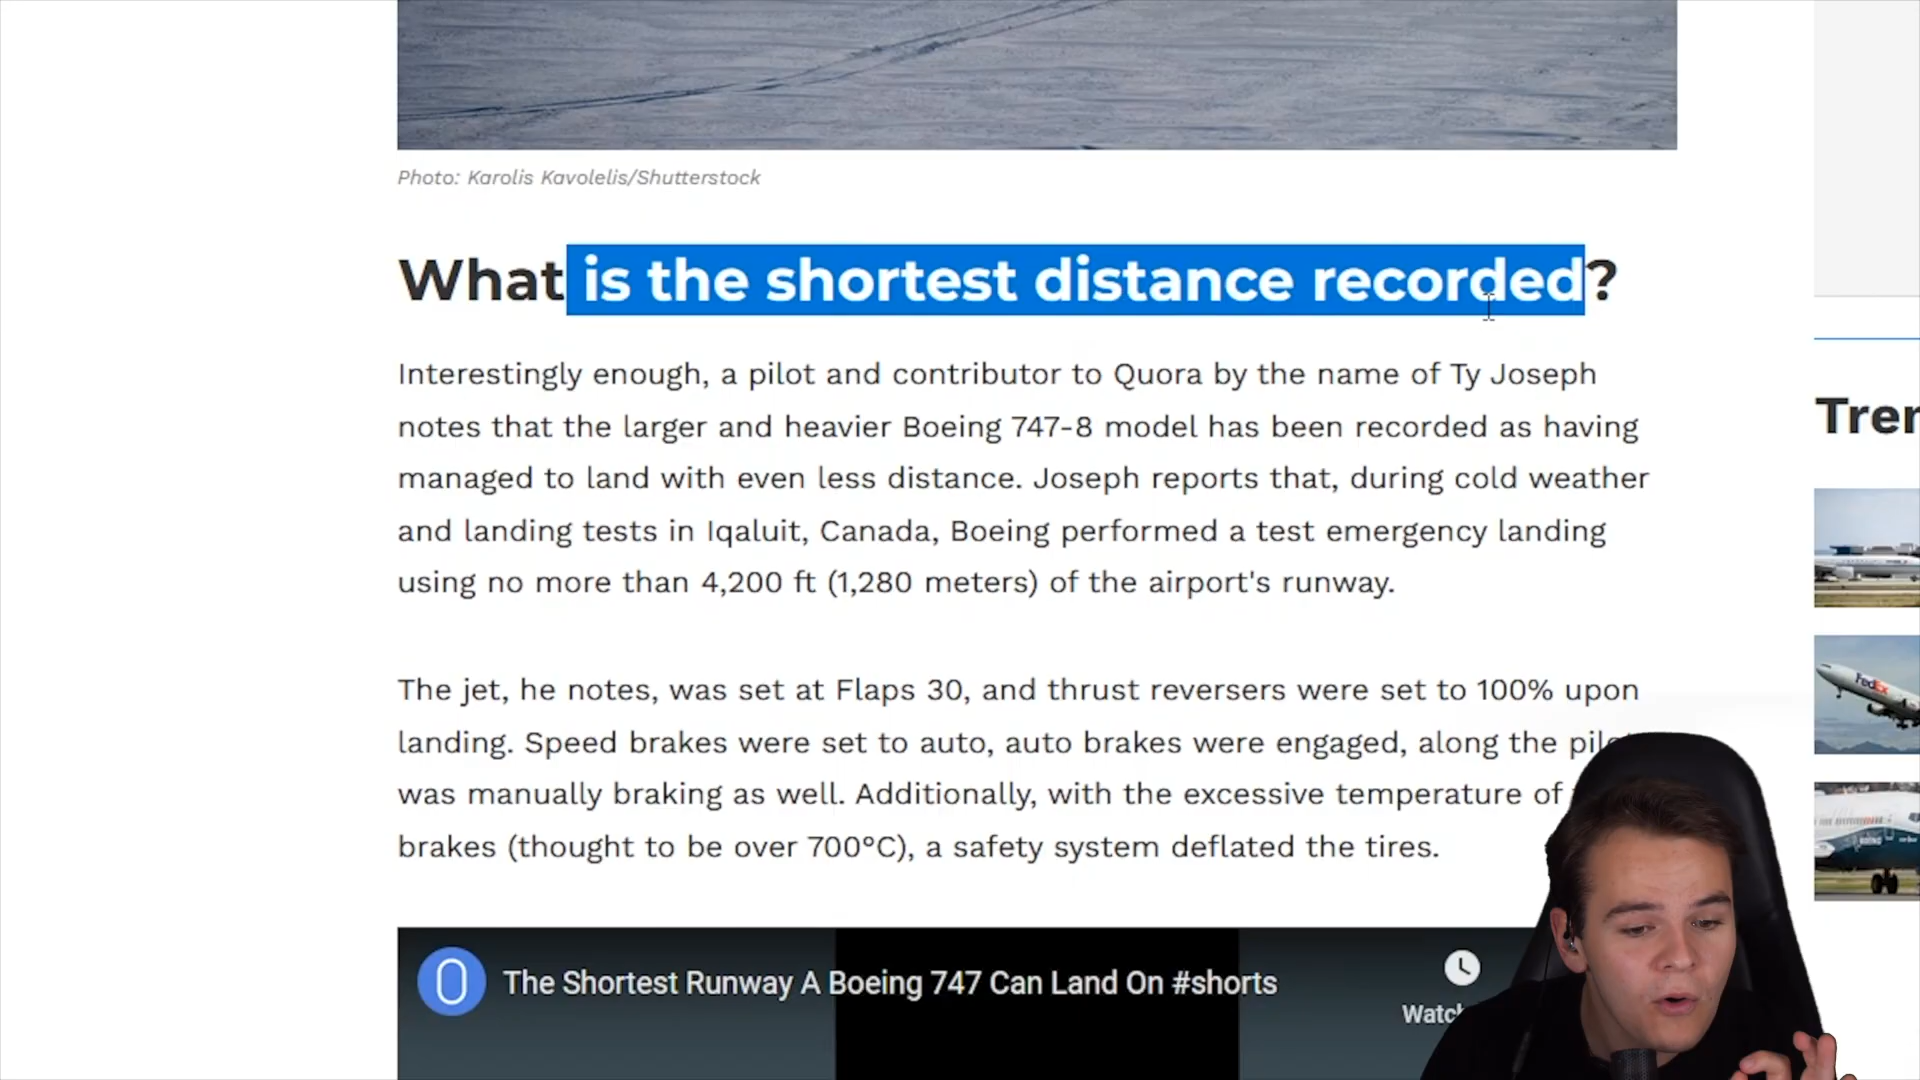 Photo: Karolis Kavolelis/Shutterstock
What is the shortest distance recorded?
Interestingly enough, a pilot and contributor to Quora by the name of Ty Joseph
notes that the larger and heavier Boeing 747-8 model has been recorded as having
managed to land with even less distance. Joseph reports that, during cold weather
and landing tests in Iqaluit, Canada, Boeing performed a test emergency landing
using no more than 4,200 ft (1,280 meters) of the airport's runway.
The jet, he notes, was set at Flaps 30, and thrust reversers were set to 100% upon
landing. Speed brakes were set to auto, auto brakes were engaged, along the
was manually braking as well. Additionally, with the excessive temperature of
brakes (thought to be over 700°C), a safety system deflated the tires.
The Shortest Runway A Boeing 747 Can Land On #shorts
FedEx